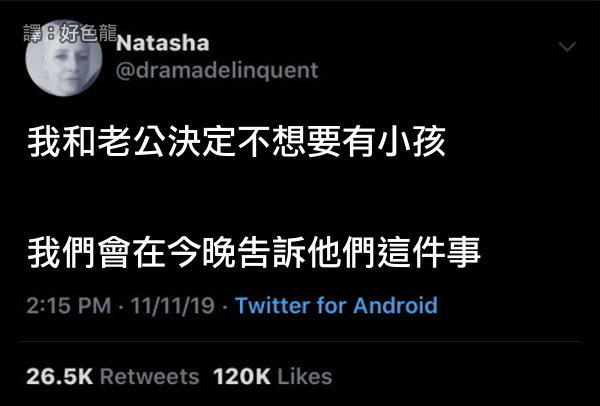 譯：好色龍
Natasha
@dramadelinquent
我和老公決定不想要有小孩
我們會在今晚告訴他們這件事
2:15 PM · 11/11/19 · Twitter for Android
26.5K Retweets 120K Likes